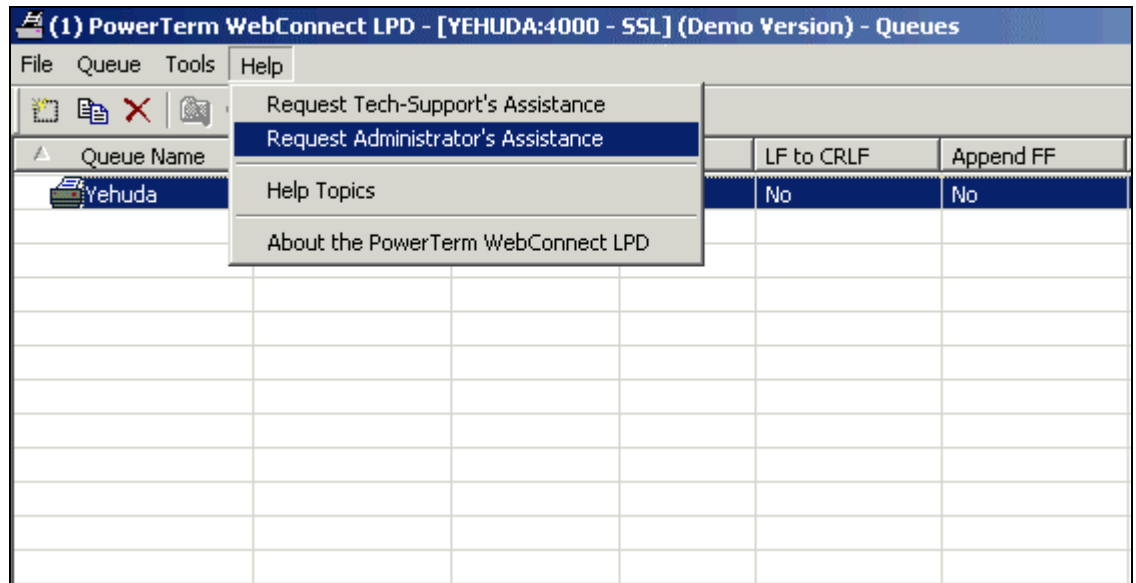 (1) PowerTerm WebConnect LPD - [YEHUDA:4000 - SSL] (Demo Version) - Queues
File Queue Tools Help
Request Tech-Support's Assistance
Request Administrator's Assistance
Help Topics
About the PowerTerm WebConnect LPD
Queue Name LF to CRLF Append FF
Yehuda No No